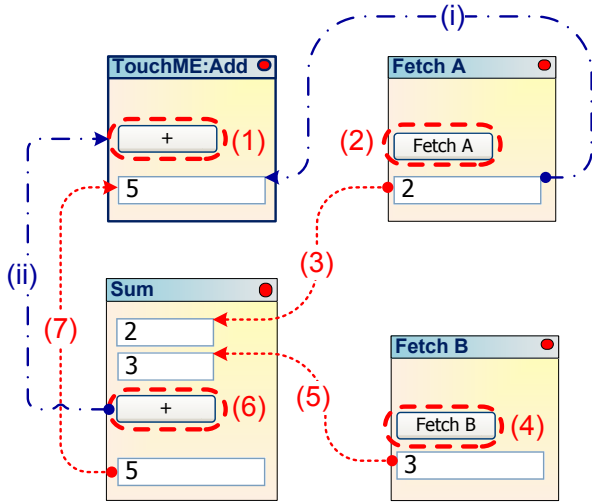 (i)
TouchME:Add
Fetch A
+
(1)
(2)
Fetch A
5
2
(3)
(ii)
Sum
(7)
2
3
Fetch B
(5)
+
(6)
Fetch B
(4)
5
3